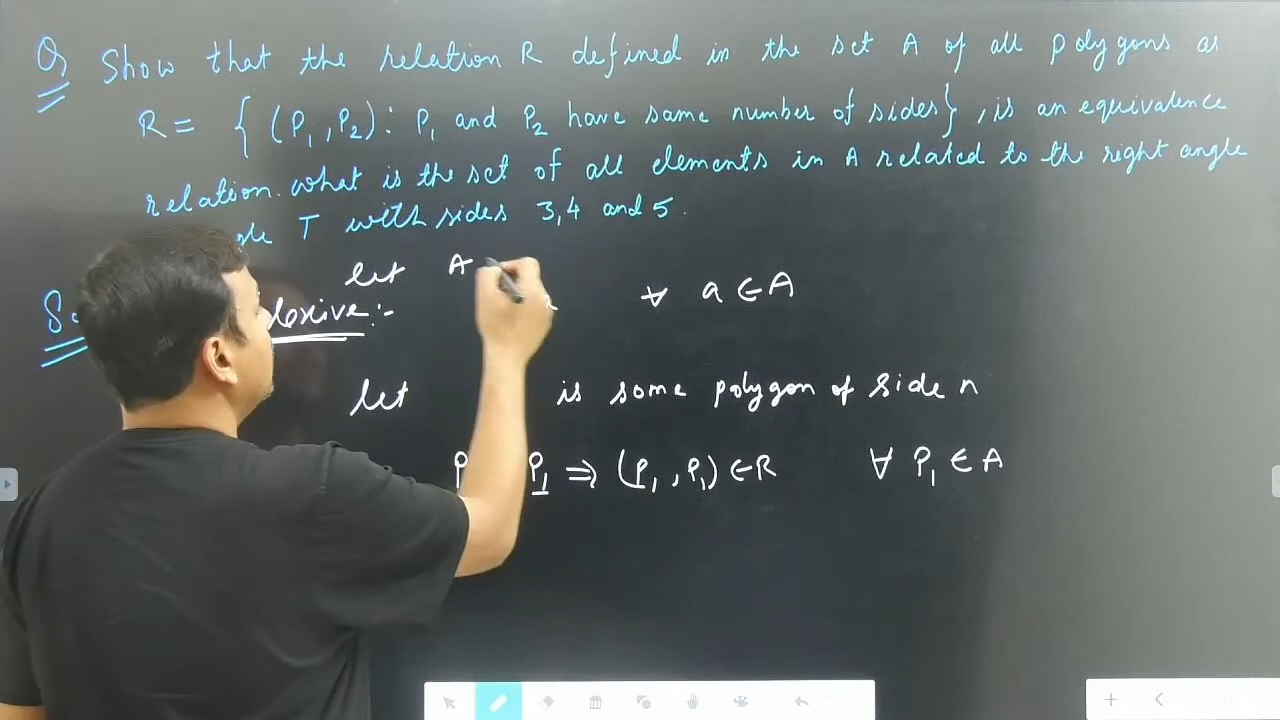 Q Show that the relation R defined in the set A of all polygons as
R = { (P₁, P₂) : P₁ and P₂ have same number of sides}, is an equivalence
relation. what is the set of all elements in A related to the right angle
T with sides 3, 4 and 5.
let A
∀ a ∈ A
let is some polygon of side n
P₁ ⇒ (P₁, P₁) ∈ R ∀ P₁ ∈ A